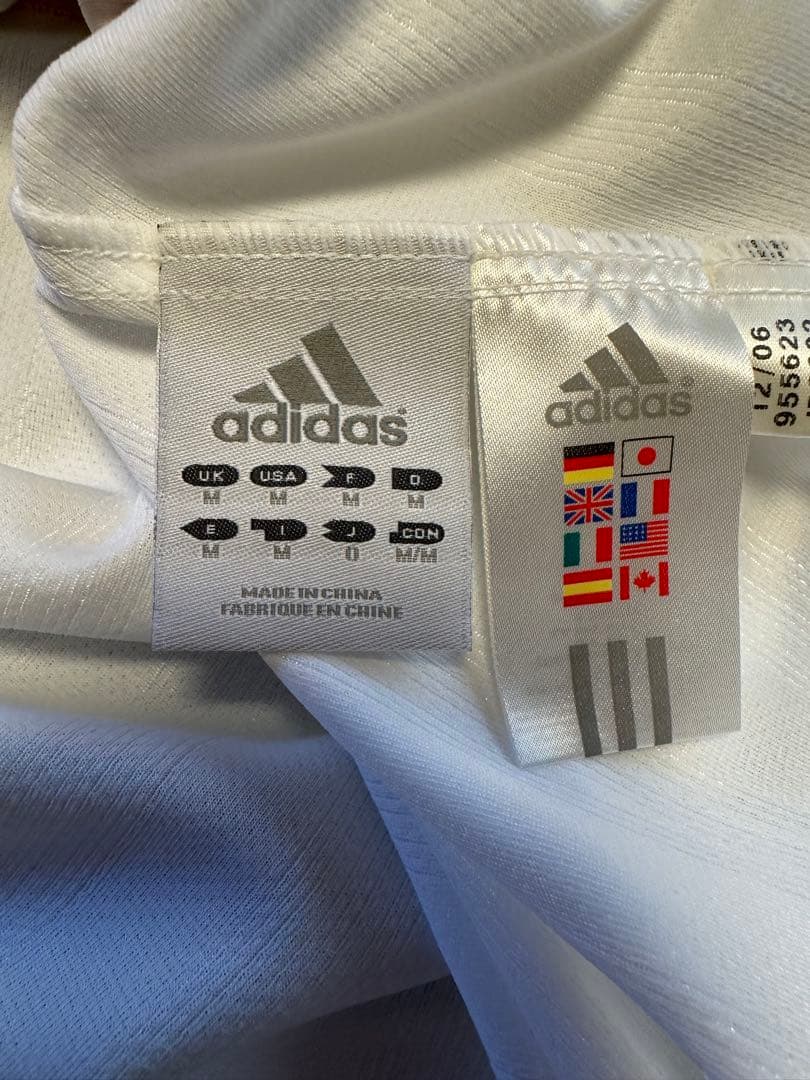 adidas
UK USA F D
M M M M
E I J .CON
M M O M/M
MADE IN CHINA
FABRIQUE EN CHINE
adidas®
12/06
955623